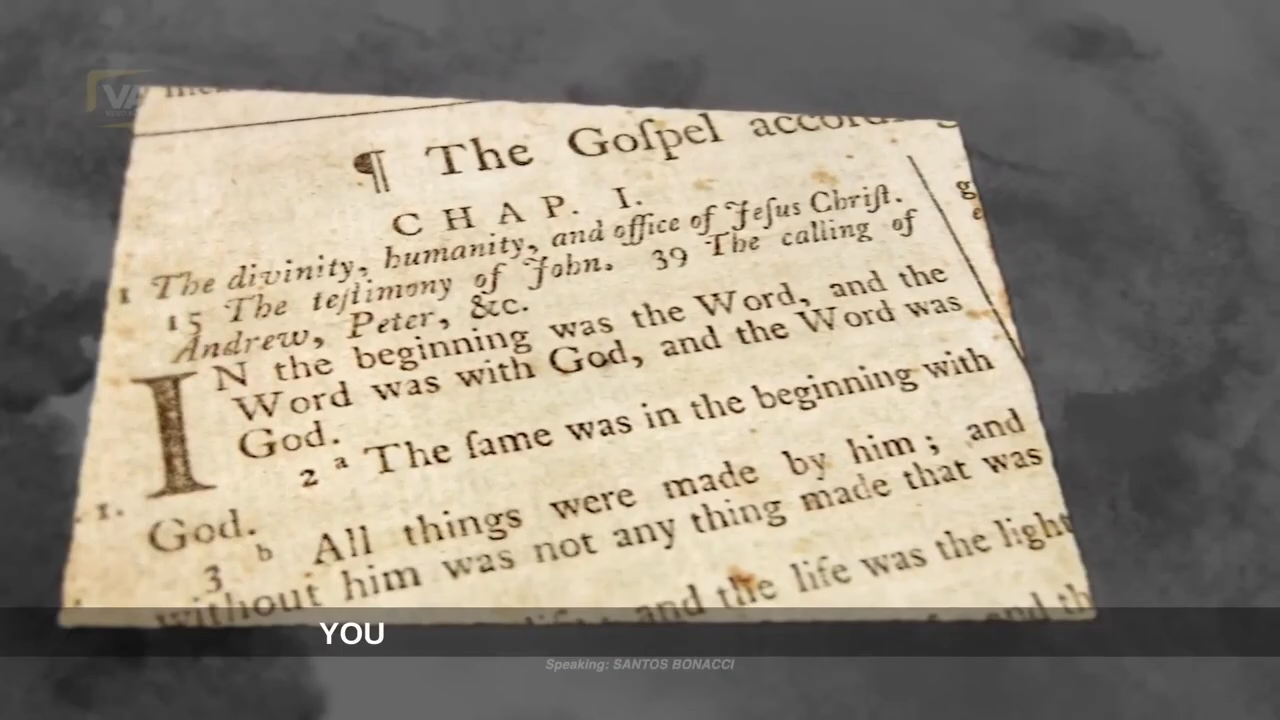 VA
¶ The Goſpel
CHAP. I.
1 The divinity, humanity, and office of Jeſus Chriſt.
15 The teſtimony of John. 39 The calling of
Andrew, Peter, &c.
IN the beginning was the Word, and the
Word was with God, and the Word was
God.
2 a The ſame was in the beginning with
God.
3 b All things were made by him; and
without him was not any thing made that was
and the life was the light
YOU
Speaking: SANTOS BONACCI